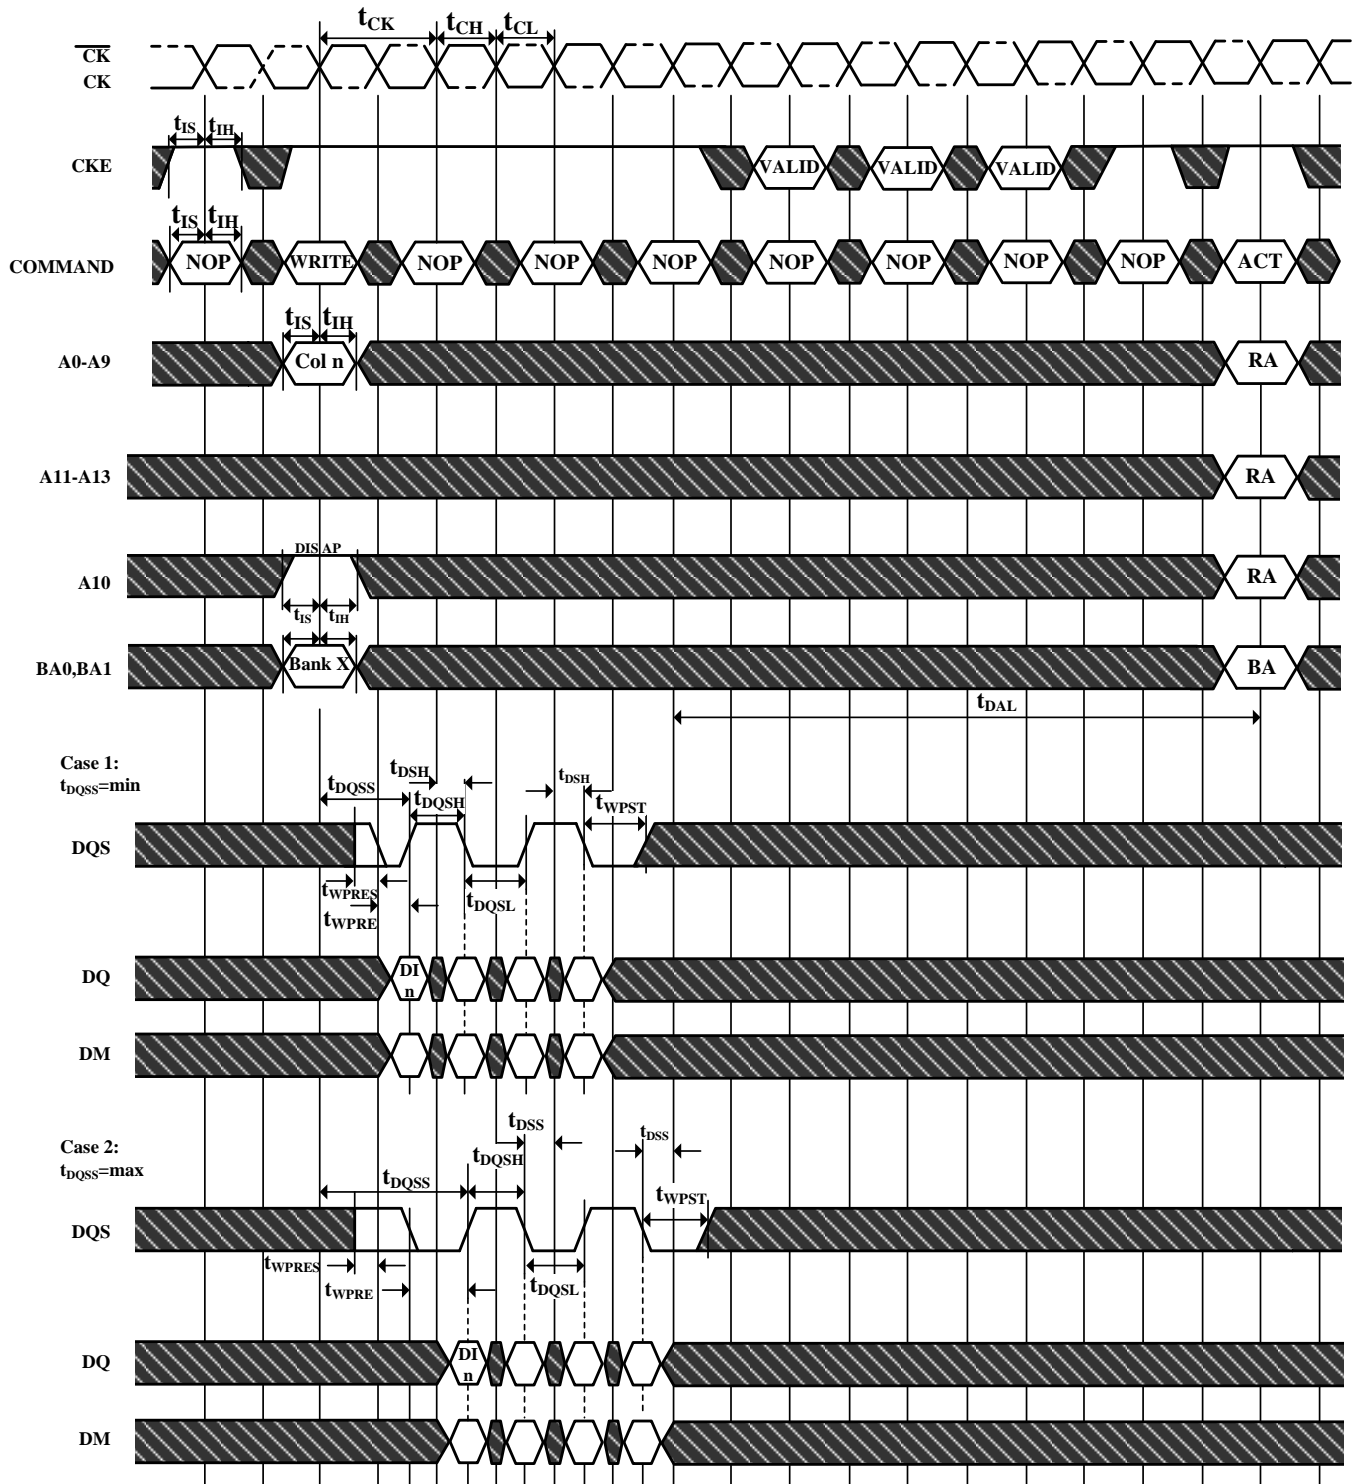 tCK tCH tCL
CK
CK
tIS tIH
CKE VALID VALID VALID
tIS tIH
COMMAND NOP WRITE NOP NOP NOP NOP NOP NOP NOP ACT
tIS tIH
A0-A9 Col n RA
A11-A13 RA
DIS AP
A10 RA
tIS tIH
BA0,BA1 Bank X BA
tDAL
Case 1:
tDQSS=min
tDSH tDSH
tDQSS tDQSH tWPST
DQS
tWPRES tDQSL
tWPRE
DQ DI
n
DM
Case 2:
tDQSS=max
tDSS tDSS
tDQSH
tDQSS tWPST
DQS
tWPRES
tWPRE tDQSL
DQ DI
n
DM